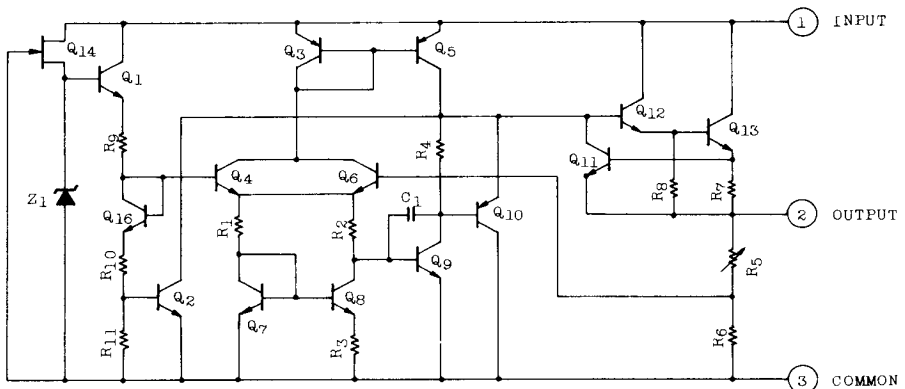 1 INPUT
Q14
Q3
Q5
Q1
Q12
Q13
R9
R4
Q11
Q4
Q6
R8
R7
Z1
Q16
R1
R2
C1
Q10
2 OUTPUT
R10
Q9
R5
Q2
Q8
Q7
R11
R3
R6
3 COMMON